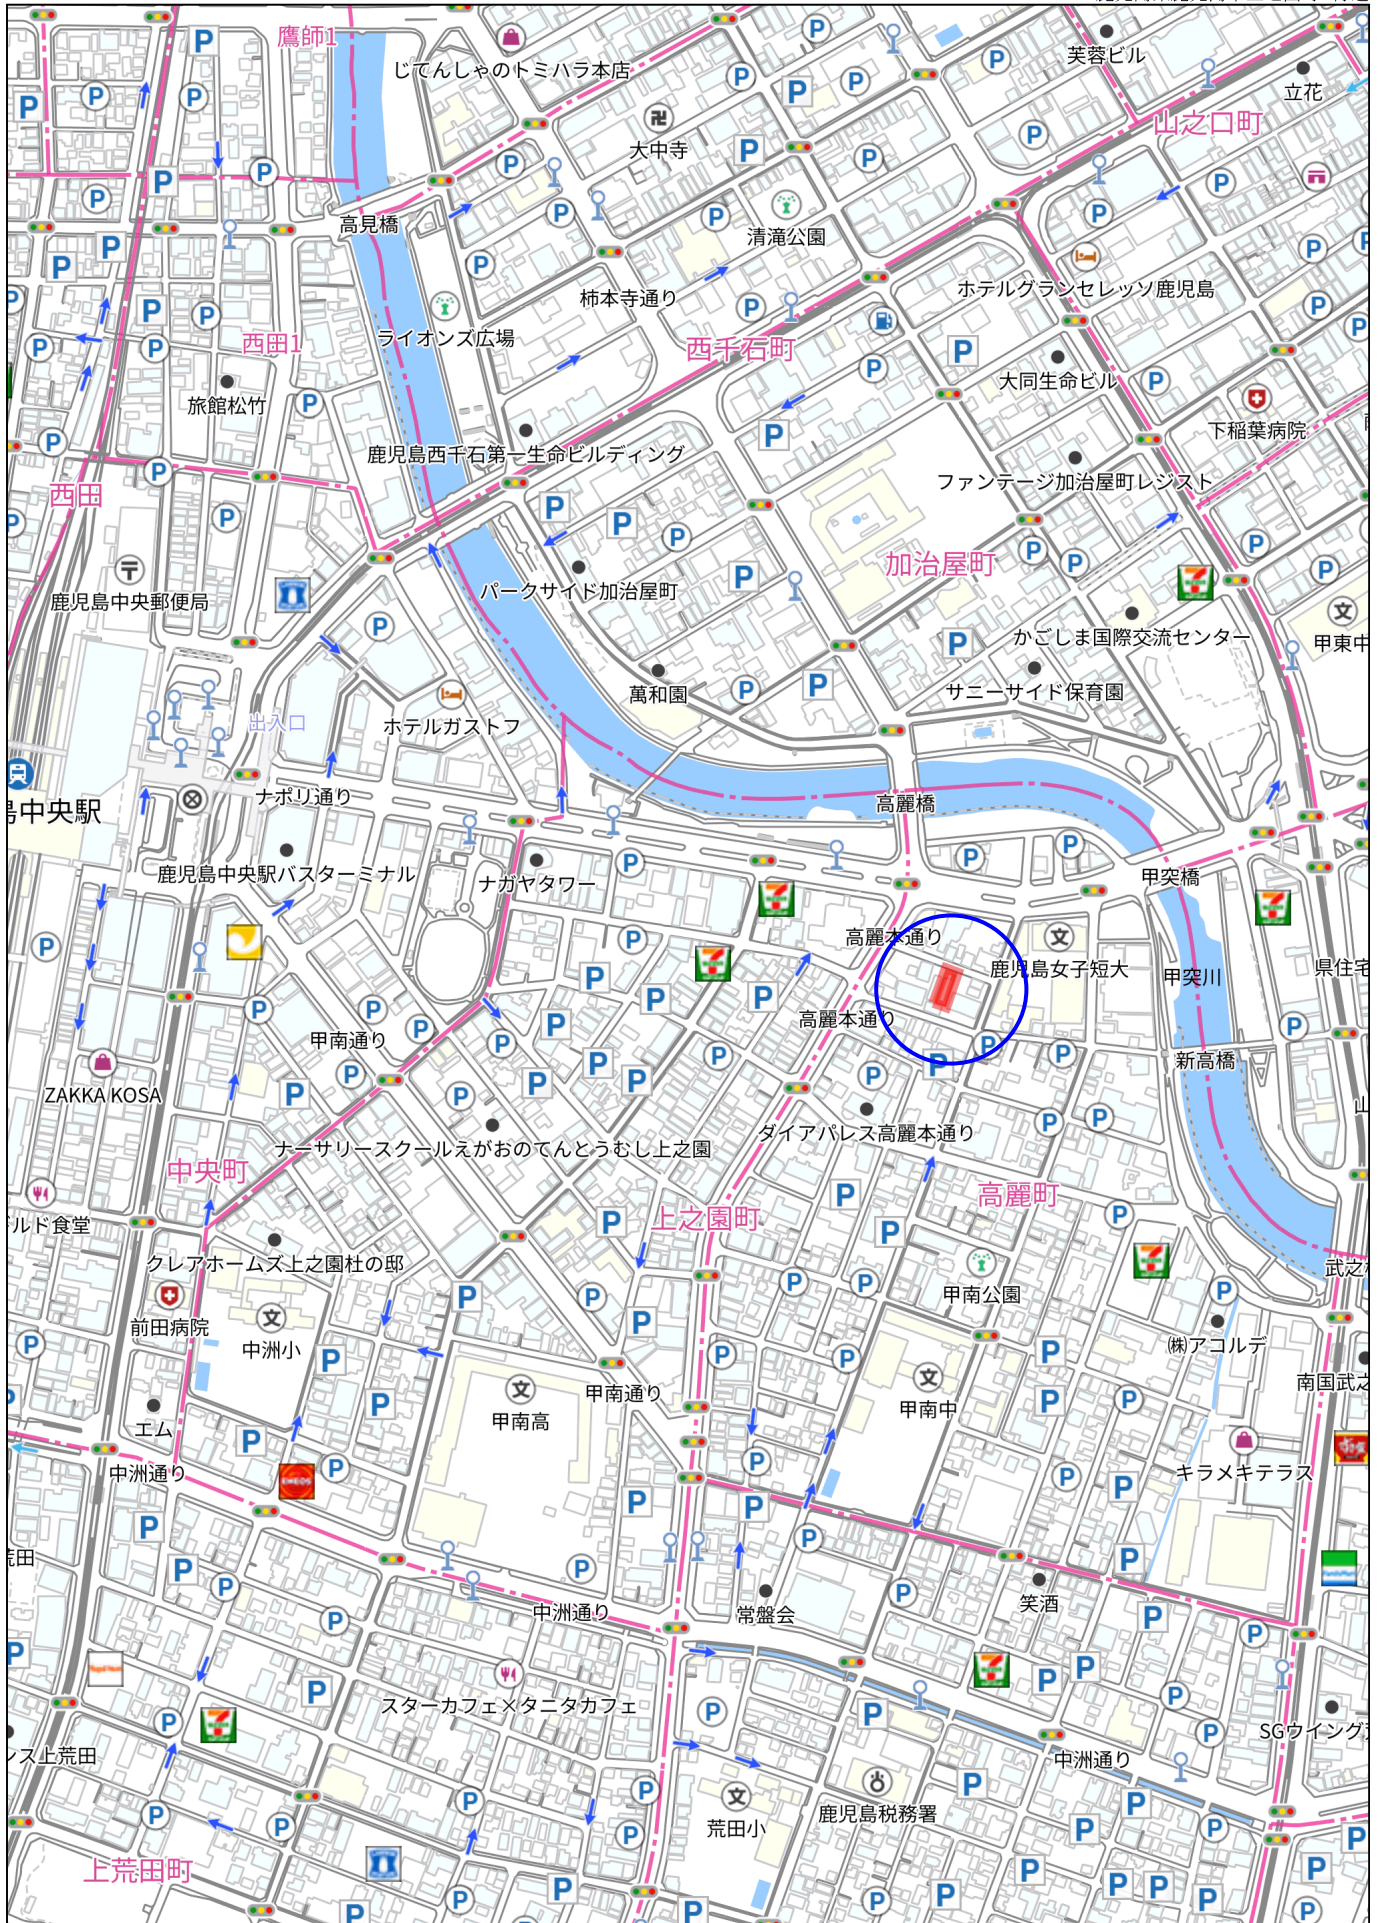 鷹師1
じてんしゃのトミハラ本店
芙蓉ビル
立花
山之口町
大中寺
高見橋
清滝公園
柿本寺通り
ホテルグランセレッソ鹿児島
ライオンズ広場
西田1
西千石町
旅館松竹
大同生命ビル
下稲葉病院
鹿児島西千石第一生命ビルディング
ファンテージ加治屋町レジスト
西田
加治屋町
鹿児島中央郵便局
パークサイド加治屋町
かごしま国際交流センター
甲東中
萬和園
サニーサイド保育園
出入口
ホテルガストフ
ナポリ通り
島中央駅
高麗橋
鹿児島中央駅バスターミナル
ナガヤタワー
甲突橋
高麗本通り
鹿児島女子短大
甲突川
県住宅
高麗本通り
甲南通り
新高橋
ZAKKA KOSA
ダイアパレス高麗本通り
ナーサリースクールえがおのてんとうむし上之園
中央町
高麗町
上之園町
ドルド食堂
クレアホームズ上之園杜の邸
甲南公園
武之
前田病院
中洲小
㈱アコルデ
甲南通り
南国武之
甲南高
甲南中
エム
中洲通り
キラメキテラス
ENEOS
荒田
中洲通り
常盤会
笑酒
スターカフェ×タニタカフェ
SGウイング
ンス上荒田
中洲通り
荒田小
鹿児島税務署
上荒田町